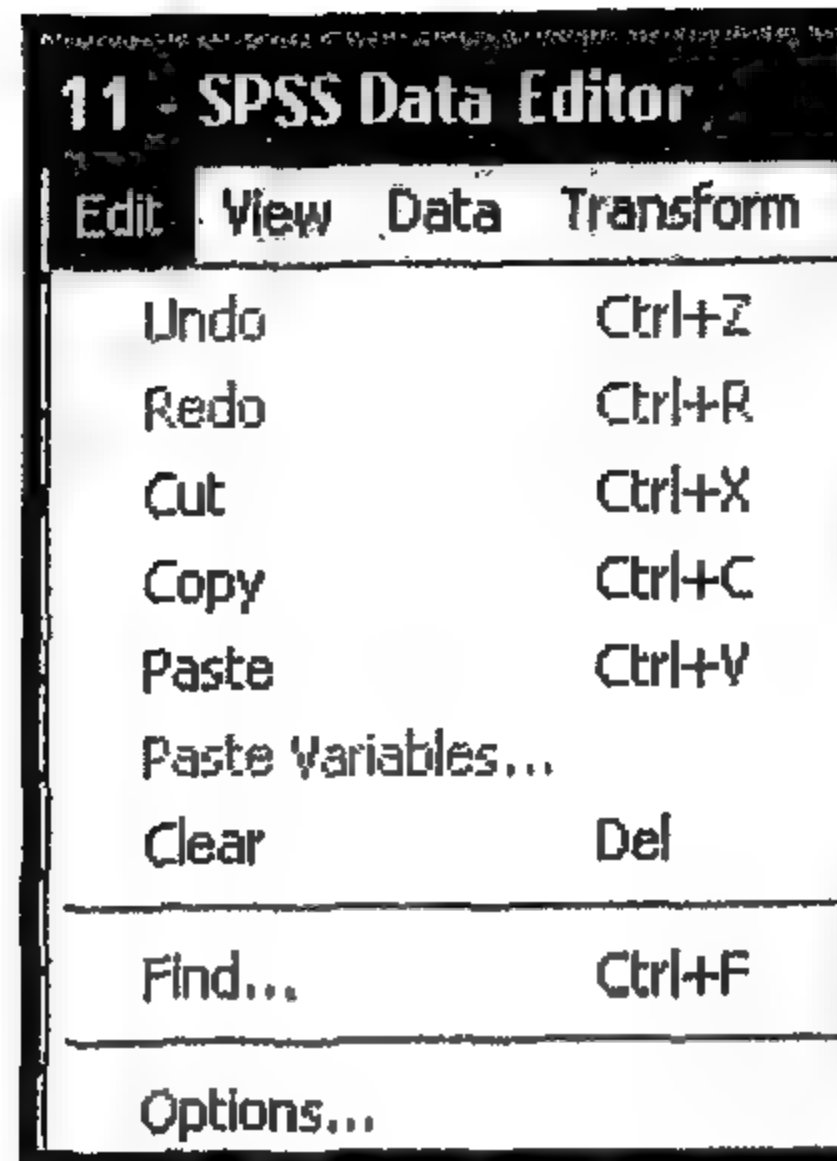 11 - SPSS Data Editor
Edit View Data Transform
Undo Ctrl+Z
Redo Ctrl+R
Cut Ctrl+X
Copy Ctrl+C
Paste Ctrl+V
Paste Variables...
Clear Del
Find... Ctrl+F
Options...